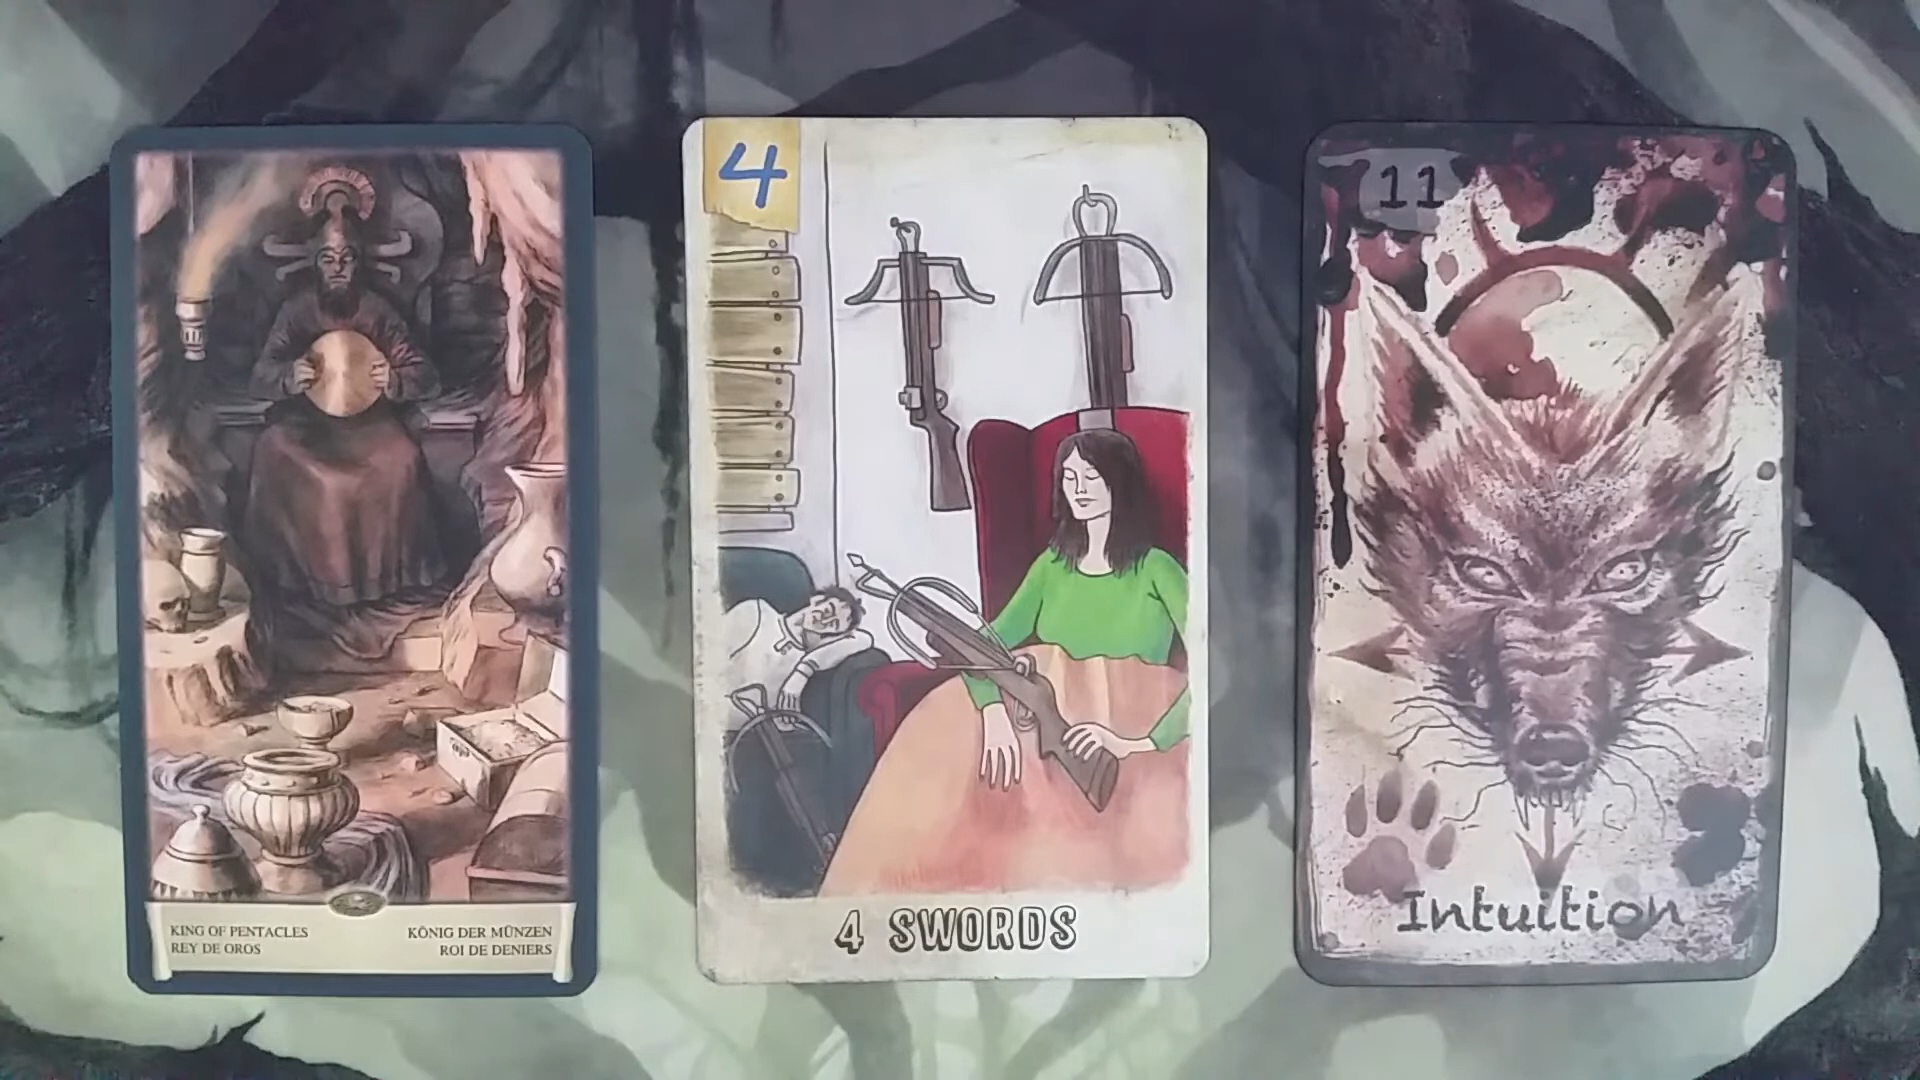 KING OF PENTACLES
REY DE OROS
KÖNIG DER MÜNZEN
ROI DE DENIERS
4
4 SWORDS
11
Intuition